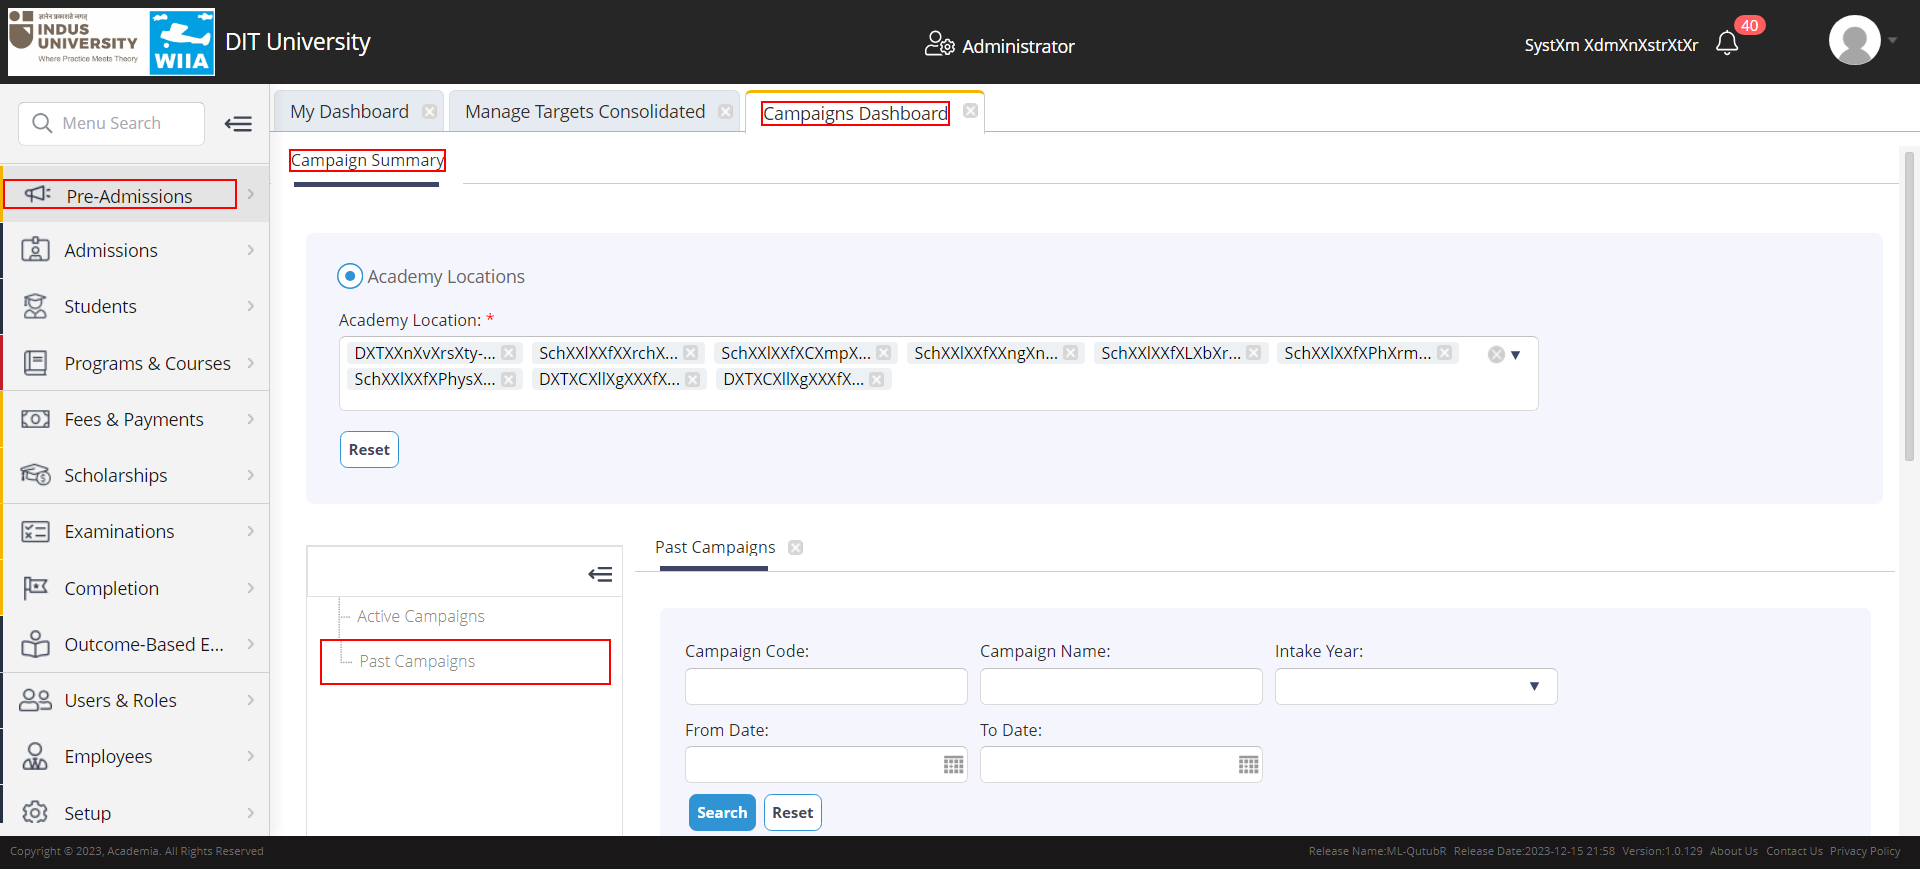 ज्ञानेन प्रकाशते जगत्
INDUS
UNIVERSITY
Where Practice Meets Theory
WIIA
DIT University
Administrator
SystXm XdmXnXstrXtXr
40
Menu Search
My Dashboard
Manage Targets Consolidated
Campaigns Dashboard
Campaign Summary
Pre-Admissions
Admissions
Students
Programs & Courses
Fees & Payments
Scholarships
Examinations
Completion
Outcome-Based E...
Users & Roles
Employees
Setup
Academy Locations
Academy Location: *
DXTXXnXvXrsXty-... SchXXlXXfXXrchX... SchXXlXXfXCXmpX... SchXXlXXfXXngXn... SchXXlXXfXLXbXr... SchXXlXXfXPhXrm...
SchXXlXXfXPhysX... DXTXCXllXgXXXfX... DXTXCXllXgXXXfX...
Reset
Active Campaigns
Past Campaigns
Past Campaigns
Campaign Code: Campaign Name: Intake Year:
From Date: To Date:
Search Reset
Copyright © 2023, Academia. All Rights Reserved
Release Name:ML-QutubR Release Date:2023-12-15 21:58 Version:1.0.129 About Us Contact Us Privacy Policy